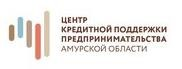 ЦЕНТР
КРЕДИТНОЙ ПОДДЕРЖКИ
ПРЕДПРИНИМАТЕЛЬСТВА
АМУРСКОЙ ОБЛАСТИ